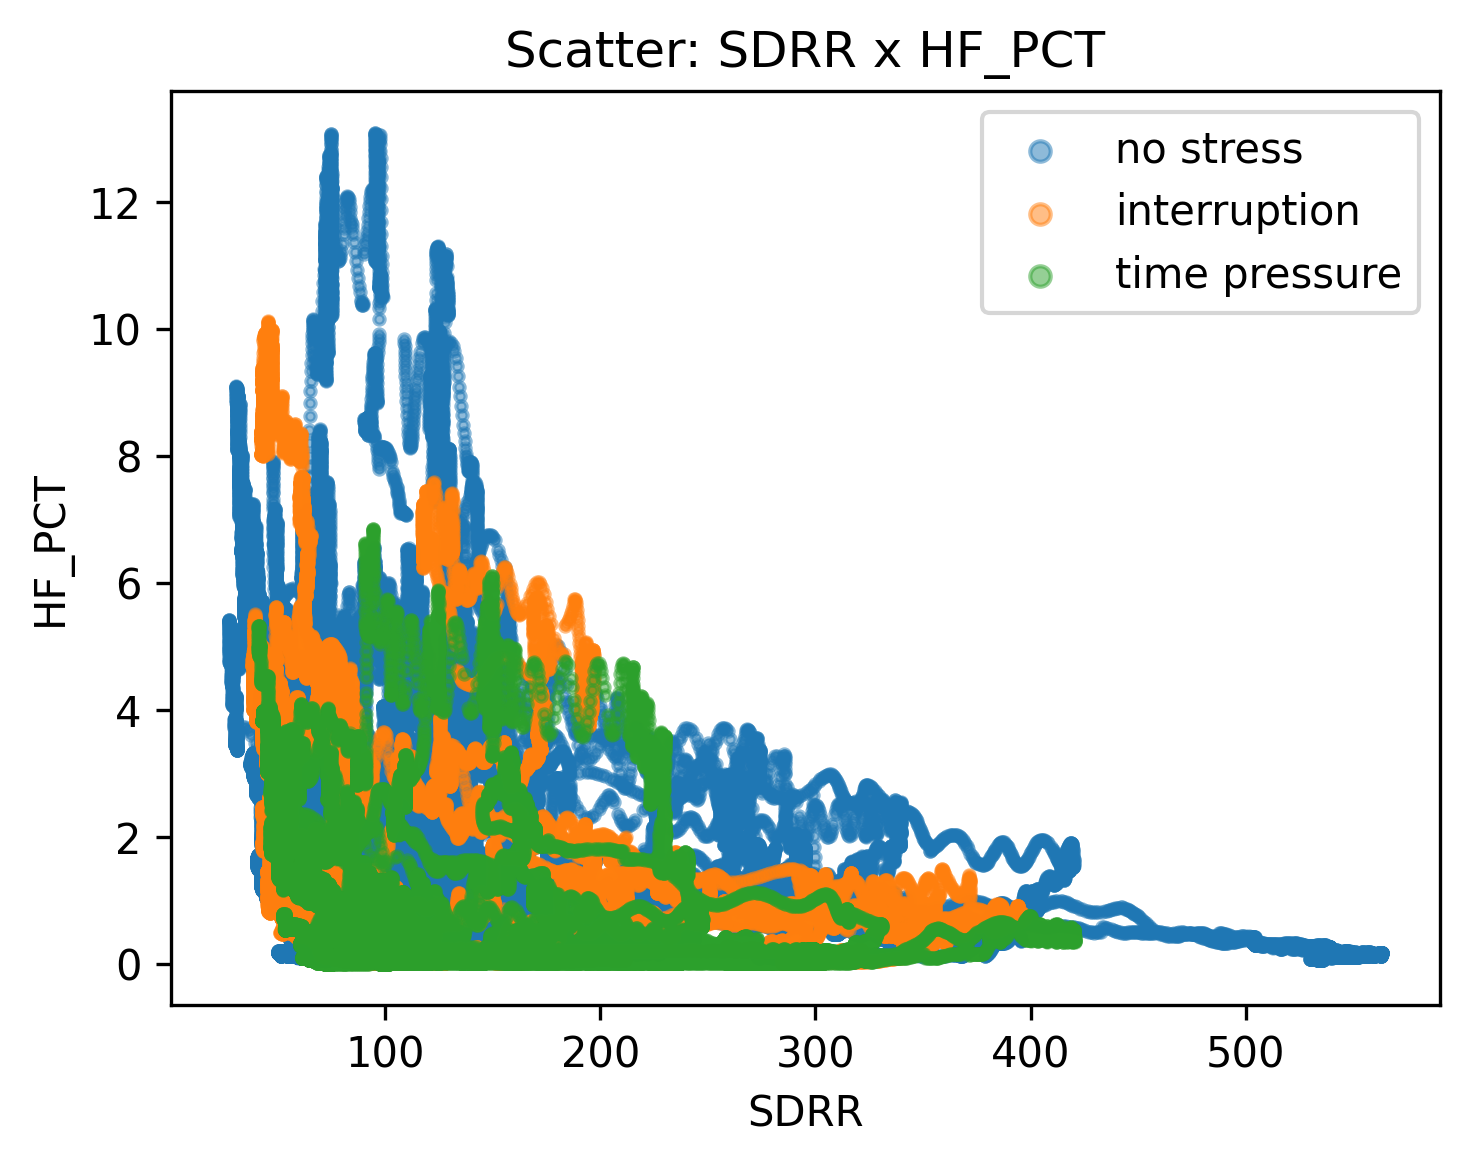 Scatter: SDRR x HF_PCT
no stress
interruption
time pressure
HF_PCT
12
10
8
6
4
2
0
100 200 300 400 500
SDRR